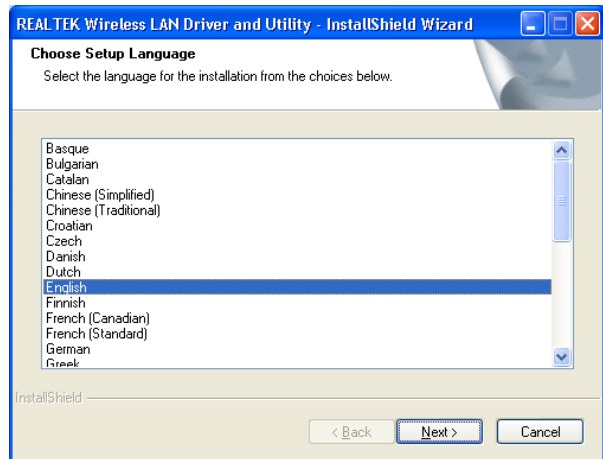 REALTEK Wireless LAN Driver and Utility - InstallShield Wizard
Choose Setup Language
Select the language for the installation from the choices below.
Basque
Bulgarian
Catalan
Chinese (Simplified)
Chinese (Traditional)
Croatian
Czech
Danish
Dutch
English
Finnish
French (Canadian)
French (Standard)
German
Greek
InstallShield
< Back Next > Cancel